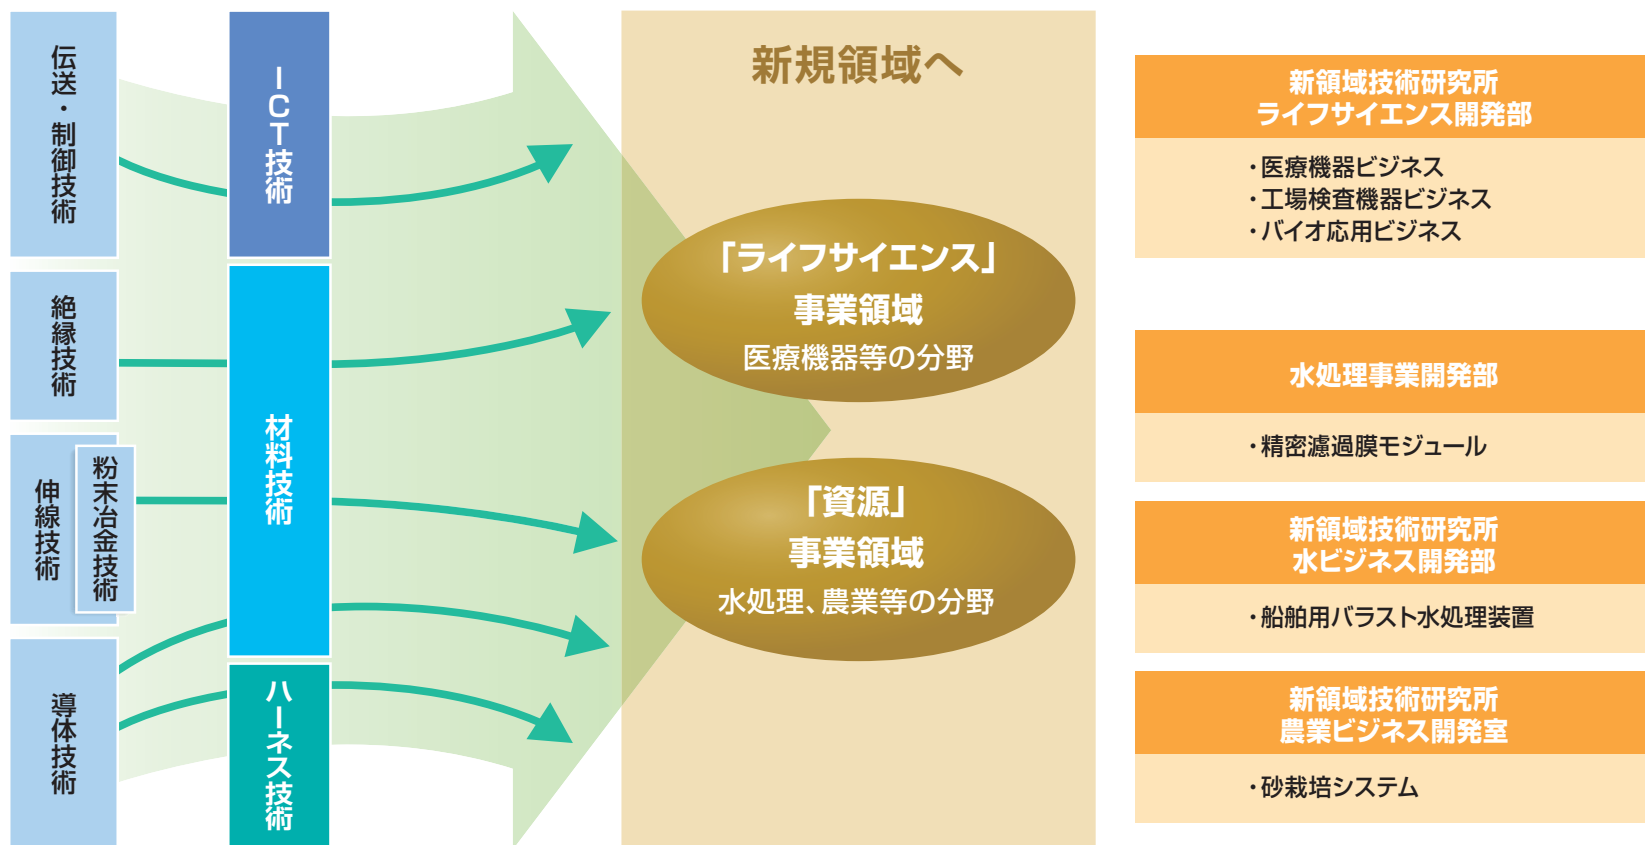 伝送・制御技術
絶縁技術
伸線技術
粉末冶金技術
導体技術
ICT技術
材料技術
ハーネス技術
新規領域へ
「ライフサイエンス」
事業領域
医療機器等の分野
「資源」
事業領域
水処理、農業等の分野
新領域技術研究所
ライフサイエンス開発部
・医療機器ビジネス
・工場検査機器ビジネス
・バイオ応用ビジネス
水処理事業開発部
・精密濾過膜モジュール
新領域技術研究所
水ビジネス開発部
・船舶用バラスト水処理装置
新領域技術研究所
農業ビジネス開発室
・砂栽培システム